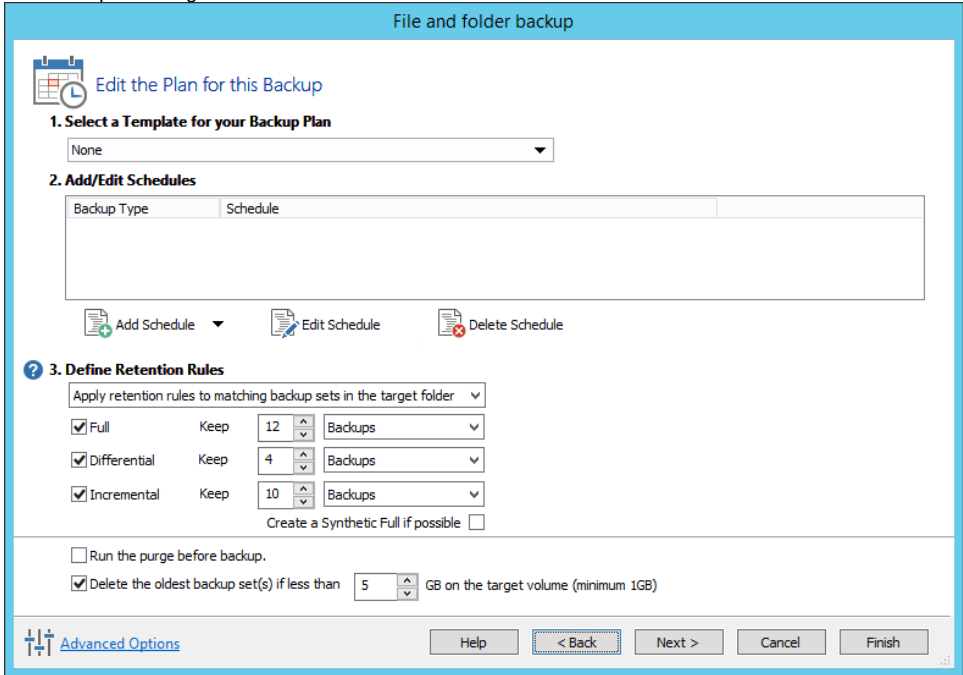 File and folder backup
Edit the Plan for this Backup
1. Select a Template for your Backup Plan
None
2. Add/Edit Schedules
Backup Type Schedule
Add Schedule Edit Schedule Delete Schedule
? 3. Define Retention Rules
Apply retention rules to matching backup sets in the target folder
Full Keep 12 Backups
Differential Keep 4 Backups
Incremental Keep 10 Backups
Create a Synthetic Full if possible
Run the purge before backup.
Delete the oldest backup set(s) if less than 5 GB on the target volume (minimum 1GB)
Advanced Options Help < Back Next > Cancel Finish